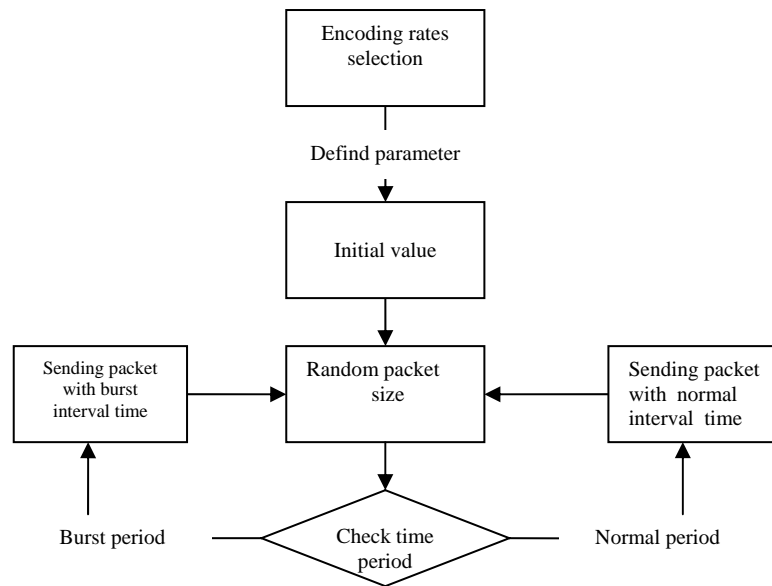 Encoding rates
selection
Defind parameter
Initial value
Sending packet
with burst
interval time
Random packet
size
Sending packet
with normal
interval time
Burst period
Check time
period
Normal period